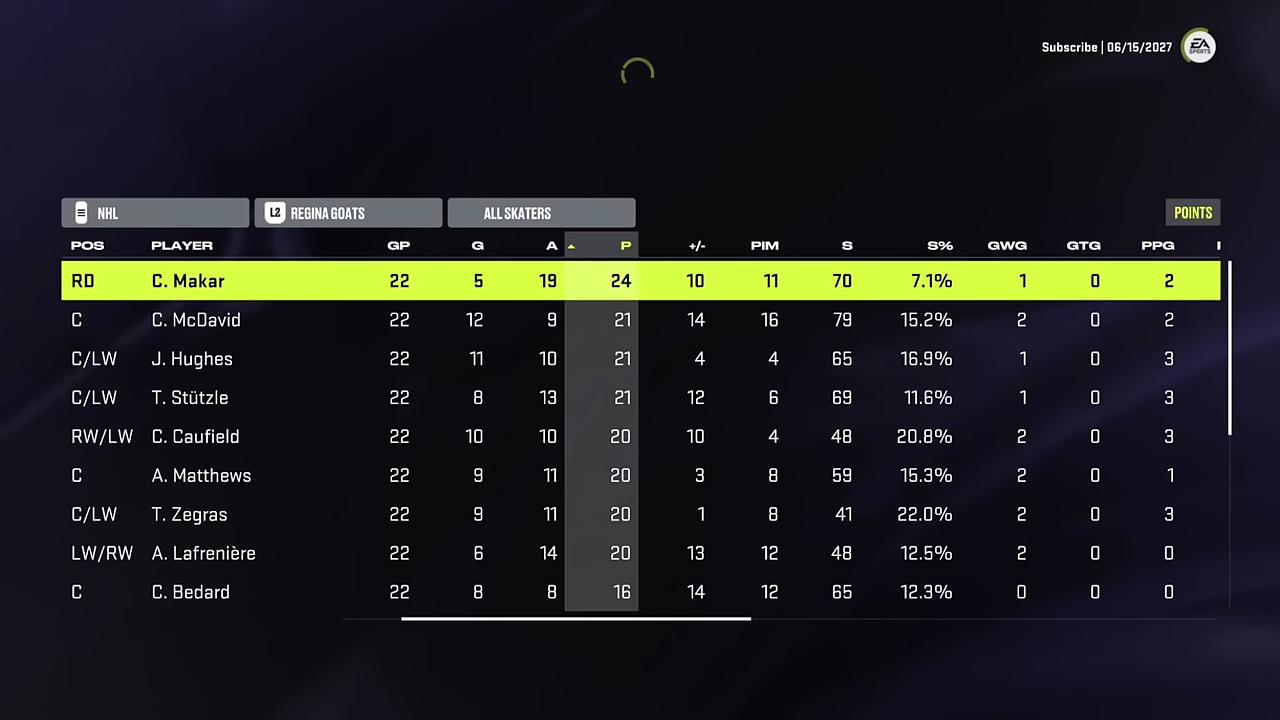 Subscribe | 06/15/2027
EA SPORTS
NHL L2 REGINA GOATS ALL SKATERS POINTS
POS PLAYER GP G A P +/- PIM S S% GWG GTG PPG
RD C. Makar 22 5 19 24 10 11 70 7.1% 1 0 2
C C. McDavid 22 12 9 21 14 16 79 15.2% 2 0 2
C/LW J. Hughes 22 11 10 21 4 4 65 16.9% 1 0 3
C/LW T. Stützle 22 8 13 21 12 6 69 11.6% 1 0 3
RW/LW C. Caufield 22 10 10 20 10 4 48 20.8% 2 0 3
C A. Matthews 22 9 11 20 3 8 59 15.3% 2 0 1
C/LW T. Zegras 22 9 11 20 1 8 41 22.0% 2 0 3
LW/RW A. Lafrenière 22 6 14 20 13 12 48 12.5% 2 0 0
C C. Bedard 22 8 8 16 14 12 65 12.3% 0 0 0